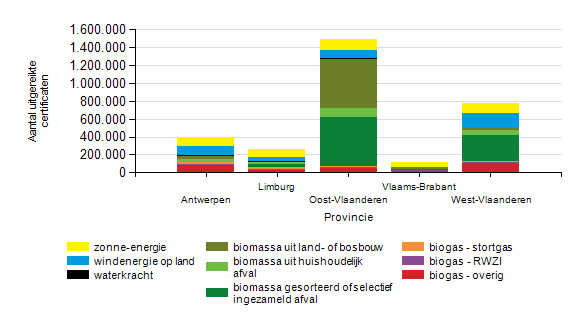 1.600.000
1.400.000
1.200.000
1.000.000
800.000
600.000
400.000
200.000
0
Aantal uitgereikte
certificaten
Antwerpen
Limburg
Oost-Vlaanderen
Vlaams-Brabant
West-Vlaanderen
Provincie
zonne-energie
windenergie op land
waterkracht
biomassa uit land- of bosbouw
biomassa uit huishoudelijk
afval
biomassa gesorteerd of selectief
ingezameld afval
biogas - stortgas
biogas - RWZI
biogas - overig